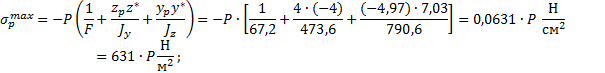 σ_p^{max} = −P (1/F + z_p z*/J_y + y_p y*/J_z) = −P · [1/67,2 + 4 · (−4)/473,6 + (−4,97) · 7,03/790,6] = 0,0631 · P Н/см²
= 631 · P Н/м² ;